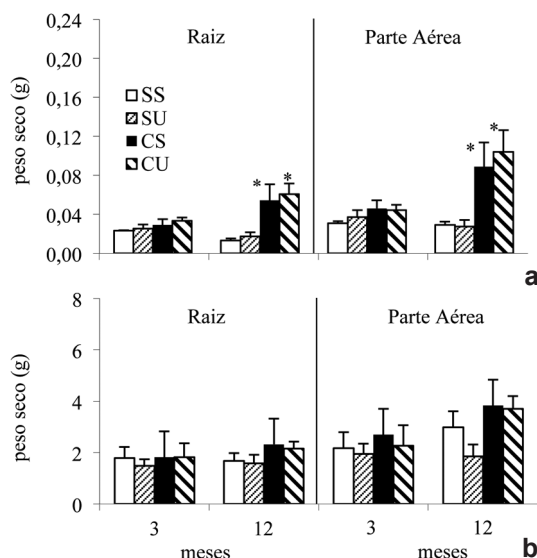 Raiz Parte Aérea
peso seco (g)
0,24
0,20
0,16
0,12
0,08
0,04
0,00
SS
SU
CS
CU
* *
* *
a
Raiz Parte Aérea
peso seco (g)
8
6
4
2
0
3 12 3 12
meses meses
b